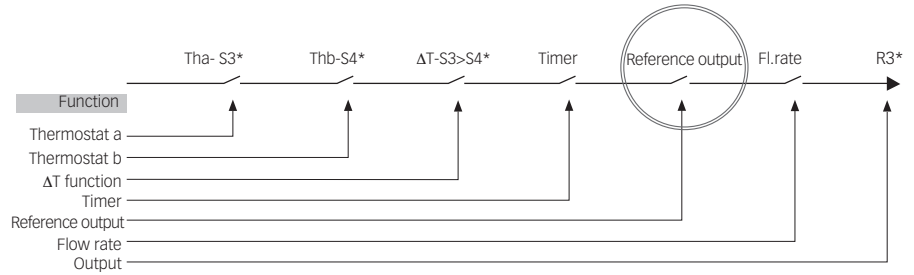 Tha- S3* Thb-S4* ΔT-S3>S4* Timer Reference output Fl.rate R3*
Function
Thermostat a
Thermostat b
ΔT function
Timer
Reference output
Flow rate
Output